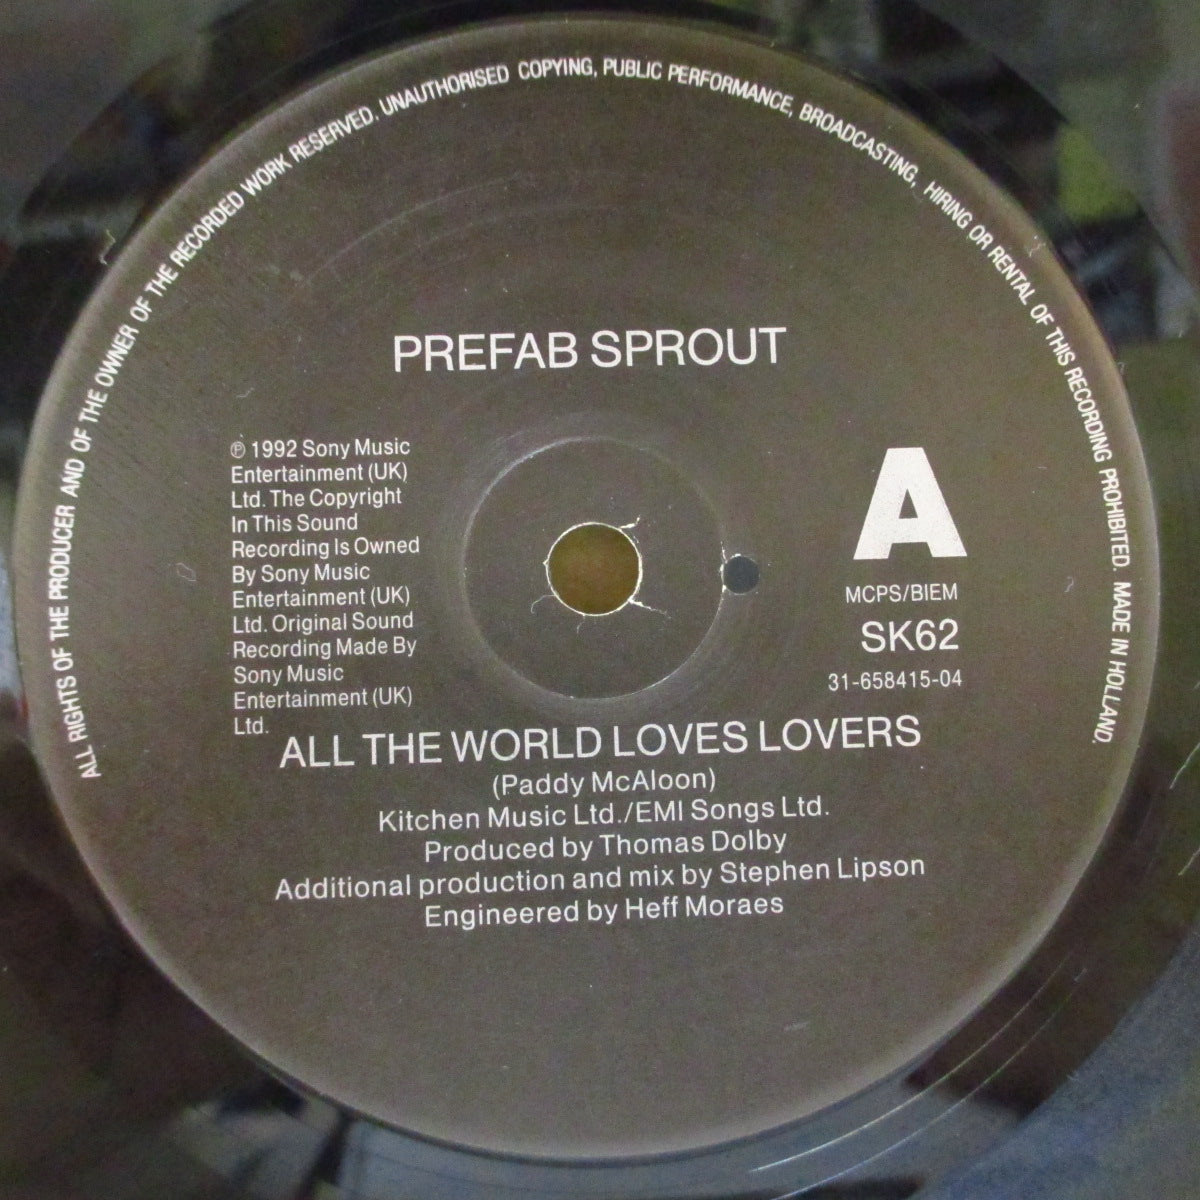 ALL RIGHTS OF THE PRODUCER AND OF THE OWNER OF THE RECORDED WORK RESERVED. UNAUTHORISED COPYING, PUBLIC PERFORMANCE, BROADCASTING, HIRING OR RENTAL OF THIS RECORDING PROHIBITED. MADE IN HOLLAND.
PREFAB SPROUT
℗ 1992 Sony Music
Entertainment (UK)
Ltd. The Copyright
In This Sound
Recording Is Owned
By Sony Music
Entertainment (UK)
Ltd. Original Sound
Recording Made By
Sony Music
Entertainment (UK)
Ltd.
A
MCPS/BIEM
SK62
31-658415-04
ALL THE WORLD LOVES LOVERS
(Paddy McAloon)
Kitchen Music Ltd./EMI Songs Ltd.
Produced by Thomas Dolby
Additional production and mix by Stephen Lipson
Engineered by Heff Moraes